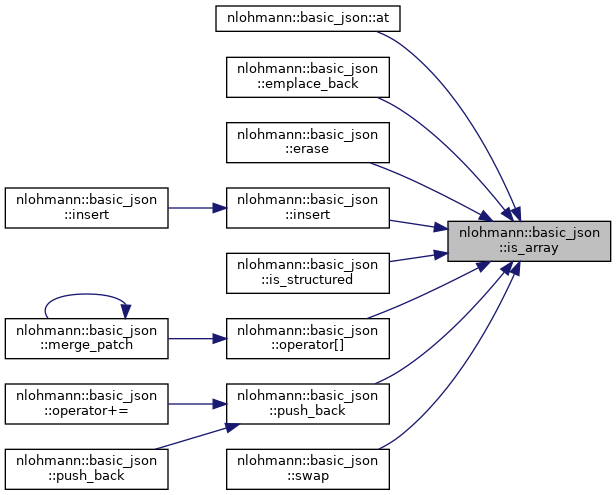 nlohmann::basic_json::at
nlohmann::basic_json
::emplace_back
nlohmann::basic_json
::erase
nlohmann::basic_json
::insert
nlohmann::basic_json
::insert
nlohmann::basic_json
::is_array
nlohmann::basic_json
::is_structured
nlohmann::basic_json
::merge_patch
nlohmann::basic_json
::operator[]
nlohmann::basic_json
::operator+=
nlohmann::basic_json
::push_back
nlohmann::basic_json
::push_back
nlohmann::basic_json
::swap